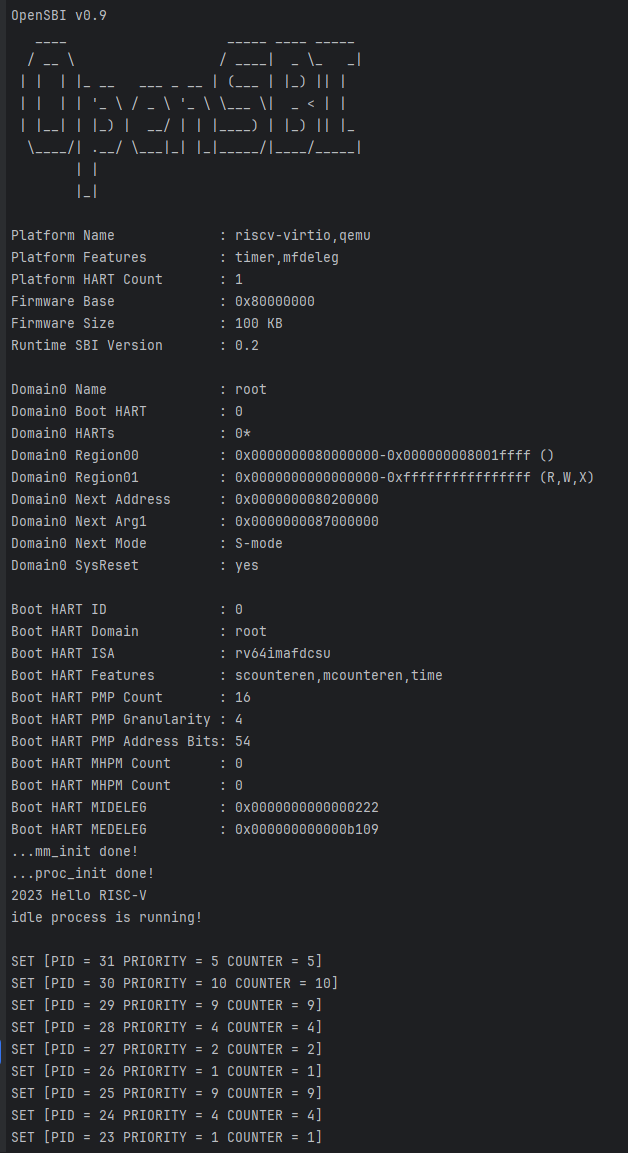 OpenSBI v0.9
   ____                    _____ ____ _____
  / __ \                  / ____|  _ \_   _|
 | |  | |_ __   ___ _ __ | (___ | |_) || |
 | |  | | '_ \ / _ \ '_ \ \___ \|  _ < | |
 | |__| | |_) |  __/ | | |____) | |_) || |_
  \____/| .__/ \___|_| |_|_____/|____/_____|
        | |
        |_|

Platform Name             : riscv-virtio,qemu
Platform Features         : timer,mfdeleg
Platform HART Count       : 1
Firmware Base             : 0x80000000
Firmware Size             : 100 KB
Runtime SBI Version       : 0.2

Domain0 Name              : root
Domain0 Boot HART         : 0
Domain0 HARTs             : 0*
Domain0 Region00          : 0x0000000080000000-0x000000008001ffff ()
Domain0 Region01          : 0x0000000000000000-0xffffffffffffffff (R,W,X)
Domain0 Next Address      : 0x0000000080200000
Domain0 Next Arg1         : 0x0000000087000000
Domain0 Next Mode         : S-mode
Domain0 SysReset          : yes

Boot HART ID              : 0
Boot HART Domain          : root
Boot HART ISA             : rv64imafdcsu
Boot HART Features        : scounteren,mcounteren,time
Boot HART PMP Count       : 16
Boot HART PMP Granularity : 4
Boot HART PMP Address Bits: 54
Boot HART MHPM Count      : 0
Boot HART MHPM Count      : 0
Boot HART MIDELEG         : 0x0000000000000222
Boot HART MEDELEG         : 0x000000000000b109
...mm_init done!
...proc_init done!
2023 Hello RISC-V
idle process is running!

SET [PID = 31 PRIORITY = 5 COUNTER = 5]
SET [PID = 30 PRIORITY = 10 COUNTER = 10]
SET [PID = 29 PRIORITY = 9 COUNTER = 9]
SET [PID = 28 PRIORITY = 4 COUNTER = 4]
SET [PID = 27 PRIORITY = 2 COUNTER = 2]
SET [PID = 26 PRIORITY = 1 COUNTER = 1]
SET [PID = 25 PRIORITY = 9 COUNTER = 9]
SET [PID = 24 PRIORITY = 4 COUNTER = 4]
SET [PID = 23 PRIORITY = 1 COUNTER = 1]